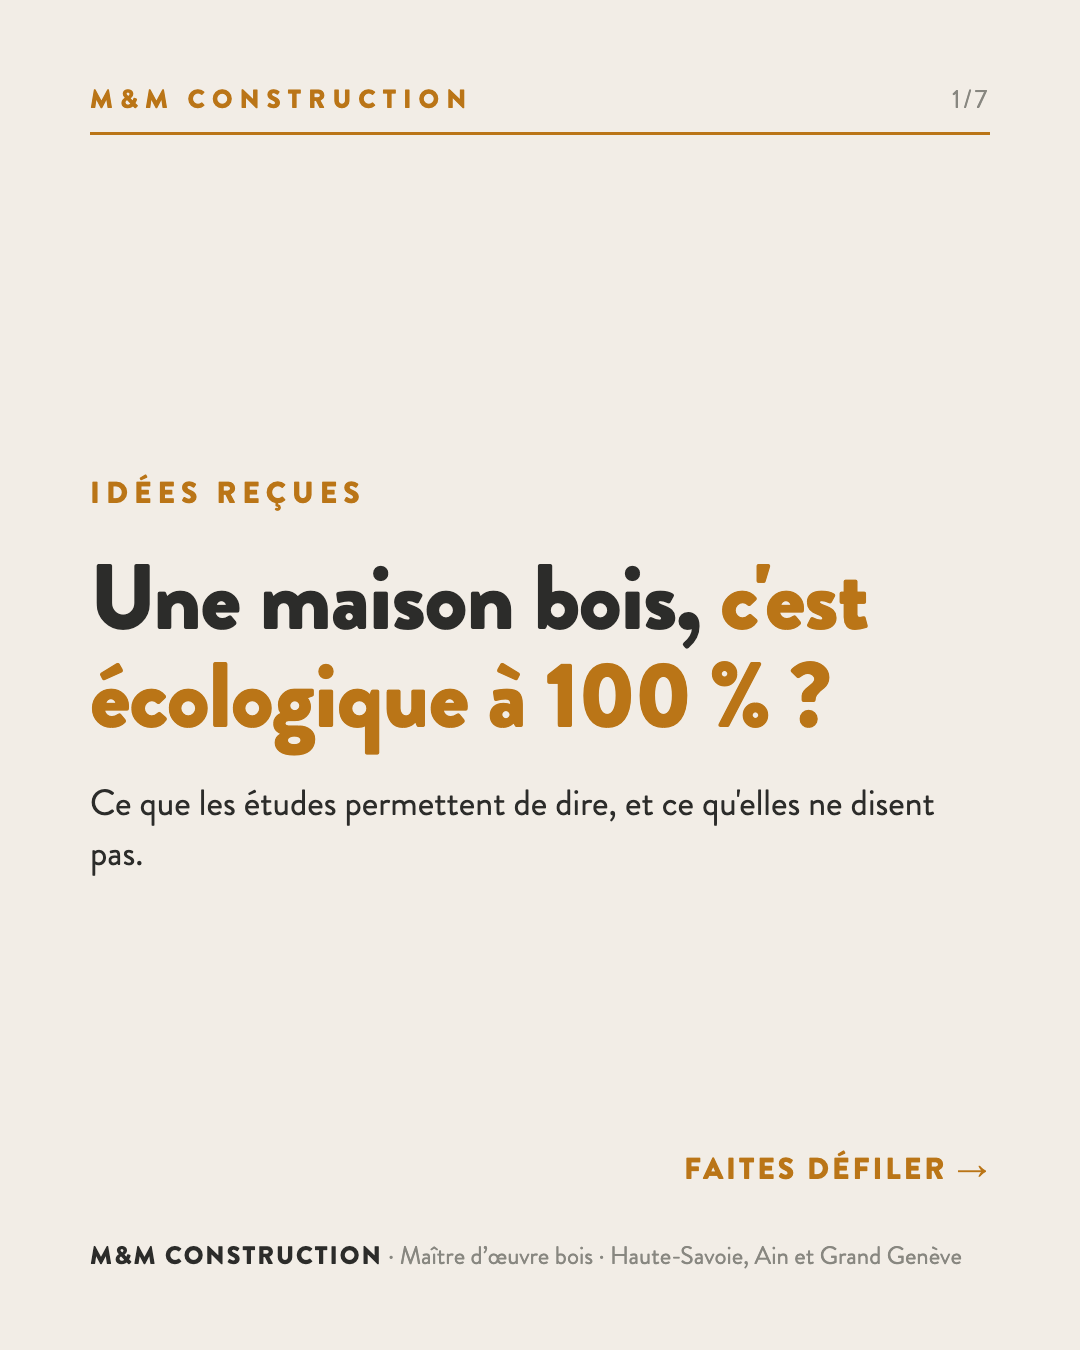 M&M CONSTRUCTION 1/7
IDÉES REÇUES
Une maison bois, c'est
écologique à 100 % ?
Ce que les études permettent de dire, et ce qu'elles ne disent
pas.
FAITES DÉFILER →
M&M CONSTRUCTION · Maître d’œuvre bois · Haute-Savoie, Ain et Grand Genève